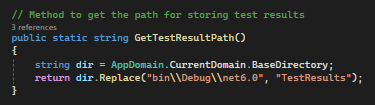 // Method to get the path for storing test results
3 references
public static string GetTestResultPath()
{
    string dir = AppDomain.CurrentDomain.BaseDirectory;
    return dir.Replace("bin\\Debug\\net6.0", "TestResults");
}